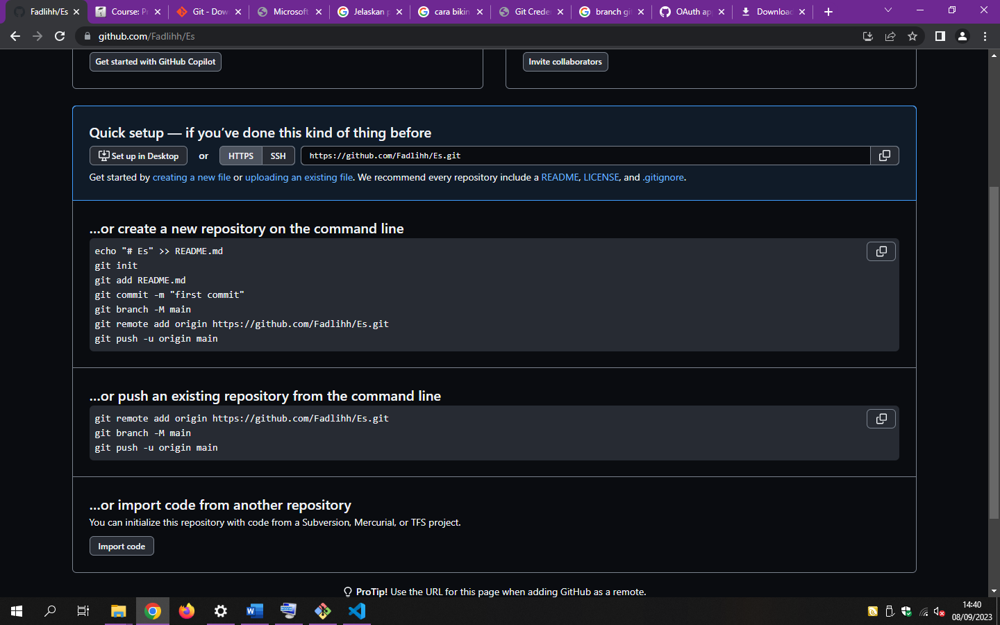 Fadlihh/Es
Course: P
Git - Dow
Microsoft
Jelaskan p
cara bikin
Git Crede
branch gi
OAuth ap
Downloac
github.com/Fadlihh/Es
Get started with GitHub Copilot
Invite collaborators
Quick setup — if you’ve done this kind of thing before
Set up in Desktop or HTTPS SSH https://github.com/Fadlihh/Es.git
Get started by creating a new file or uploading an existing file. We recommend every repository include a README, LICENSE, and .gitignore.
…or create a new repository on the command line
echo "# Es" >> README.md
git init
git add README.md
git commit -m "first commit"
git branch -M main
git remote add origin https://github.com/Fadlihh/Es.git
git push -u origin main
…or push an existing repository from the command line
git remote add origin https://github.com/Fadlihh/Es.git
git branch -M main
git push -u origin main
…or import code from another repository
You can initialize this repository with code from a Subversion, Mercurial, or TFS project.
Import code
ProTip! Use the URL for this page when adding GitHub as a remote.
14:40
08/09/2023